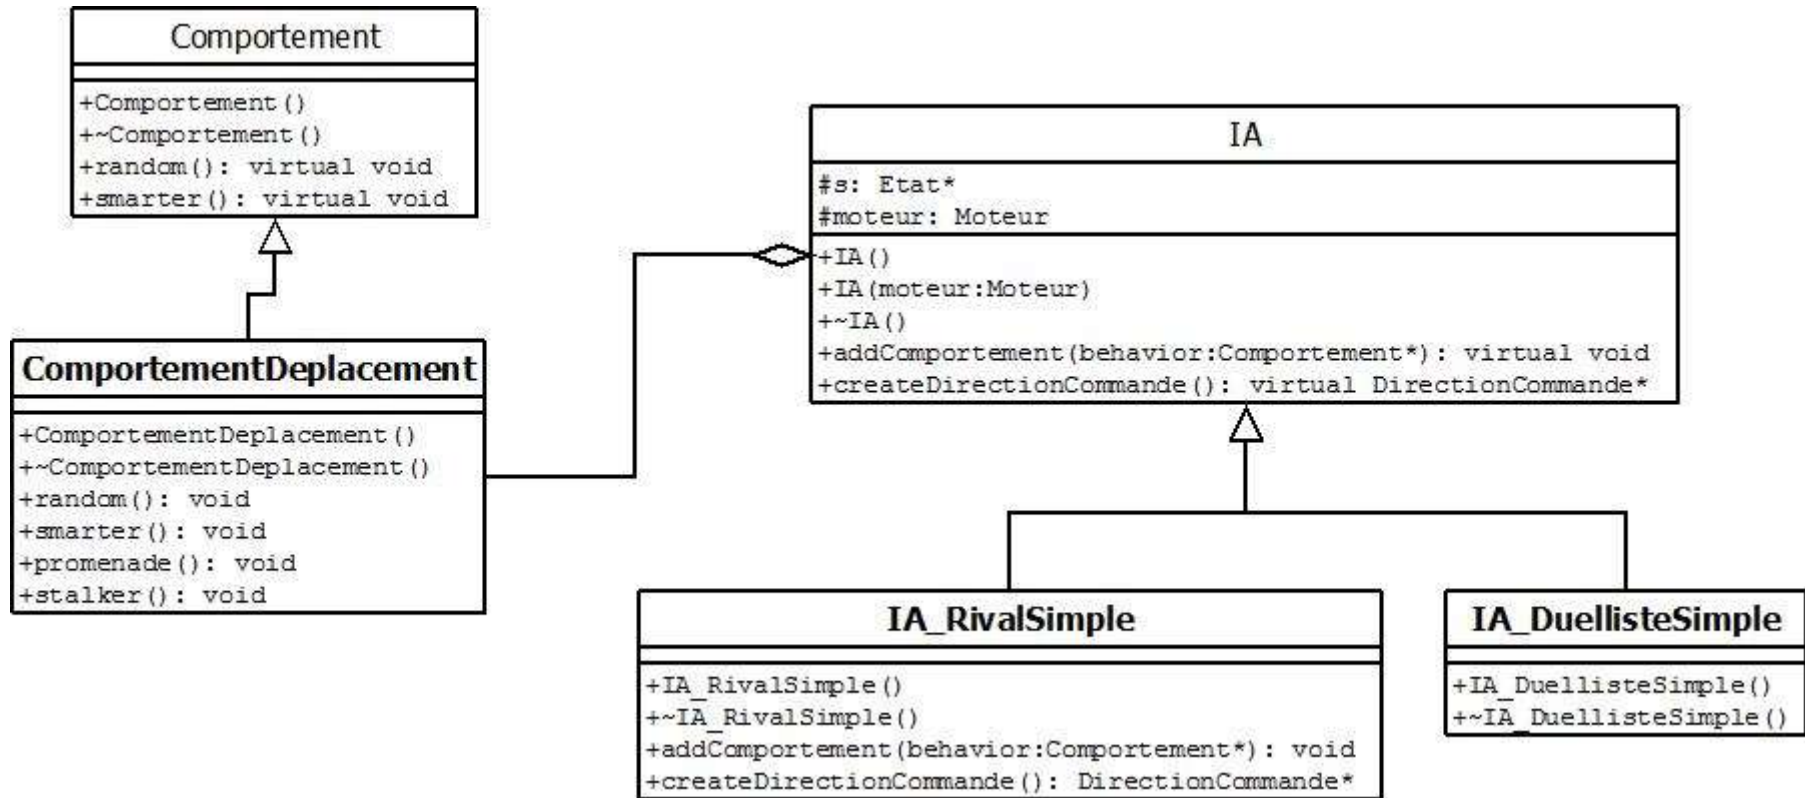 Comportement
+Comportement()
+~Comportement()
+random(): virtual void
+smarter(): virtual void
IA
#s: Etat*
#moteur: Moteur
+IA()
+IA(moteur:Moteur)
+~IA()
+addComportement(behavior:Comportement*): virtual void
+createDirectionCommande(): virtual DirectionCommande*
ComportementDeplacement
+ComportementDeplacement()
+~ComportementDeplacement()
+random(): void
+smarter(): void
+promenade(): void
+stalker(): void
IA_RivalSimple
+IA_RivalSimple()
+~IA_RivalSimple()
+addComportement(behavior:Comportement*): void
+createDirectionCommande(): DirectionCommande*
IA_DuellisteSimple
+IA_DuellisteSimple()
+~IA_DuellisteSimple()